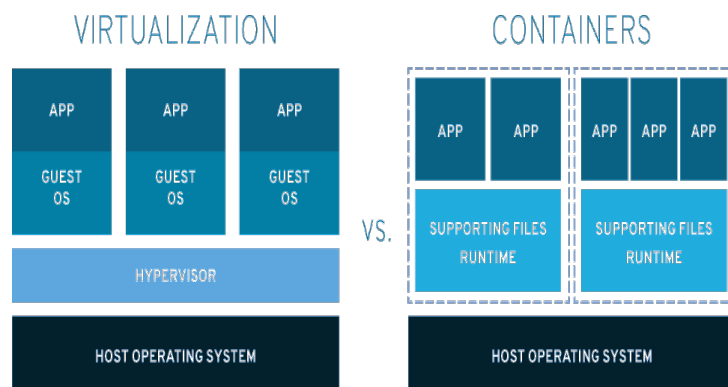 VIRTUALIZATION
APP
APP
APP
GUEST
OS
GUEST
OS
GUEST
OS
HYPERVISOR
HOST OPERATING SYSTEM
VS.
CONTAINERS
APP
APP
APP
APP
APP
SUPPORTING FILES
RUNTIME
SUPPORTING FILES
RUNTIME
HOST OPERATING SYSTEM